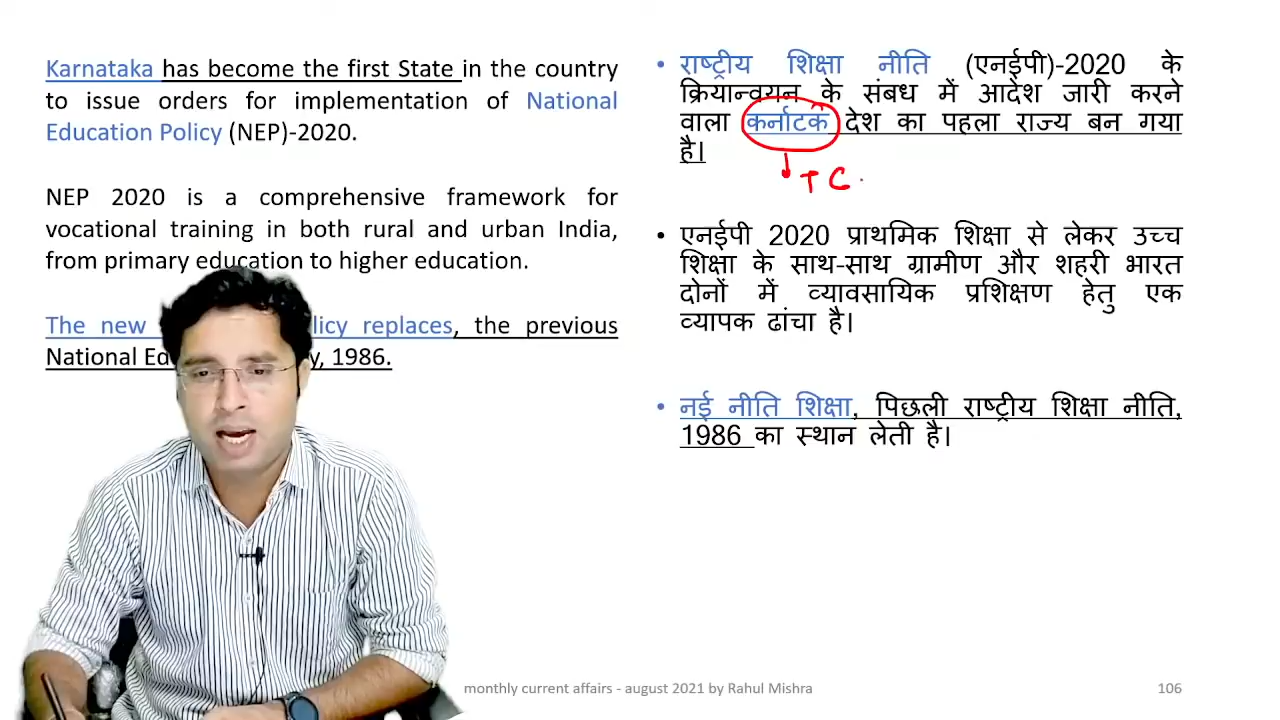 Karnataka has become the first State in the country
to issue orders for implementation of National
Education Policy (NEP)-2020.
NEP 2020 is a comprehensive framework for
vocational training in both rural and urban India,
from primary education to higher education.
The new licy replaces, the previous
National Ed y, 1986.
• राष्ट्रीय शिक्षा नीति (एनईपी)-2020 के
क्रियान्वयन के संबध में आदेश जारी करने
वाला कर्नाटक देश का पहला राज्य बन गया
है।
TC
• एनईपी 2020 प्राथमिक शिक्षा से लेकर उच्च
शिक्षा के साथ-साथ ग्रामीण और शहरी भारत
दोनों में व्यावसायिक प्रशिक्षण हेतु एक
व्यापक ढांचा है।
• नई नीति शिक्षा, पिछली राष्ट्रीय शिक्षा नीति,
1986 का स्थान लेती है।
monthly current affairs - august 2021 by Rahul Mishra
106